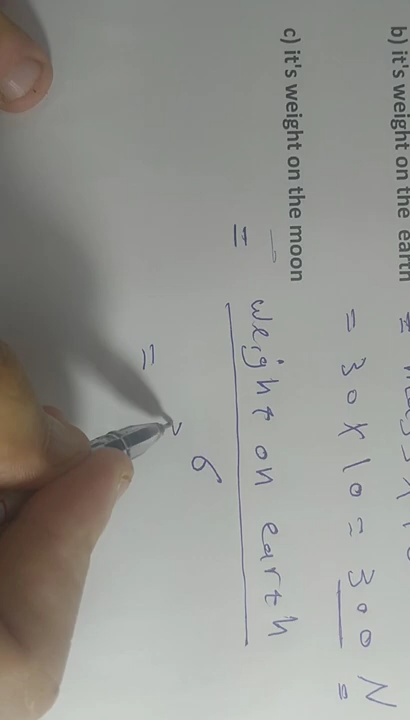 b) it's weight on the earth =
= 30 x 10 = 300 N =
c) it's weight on the moon
= weight on earth
6
=